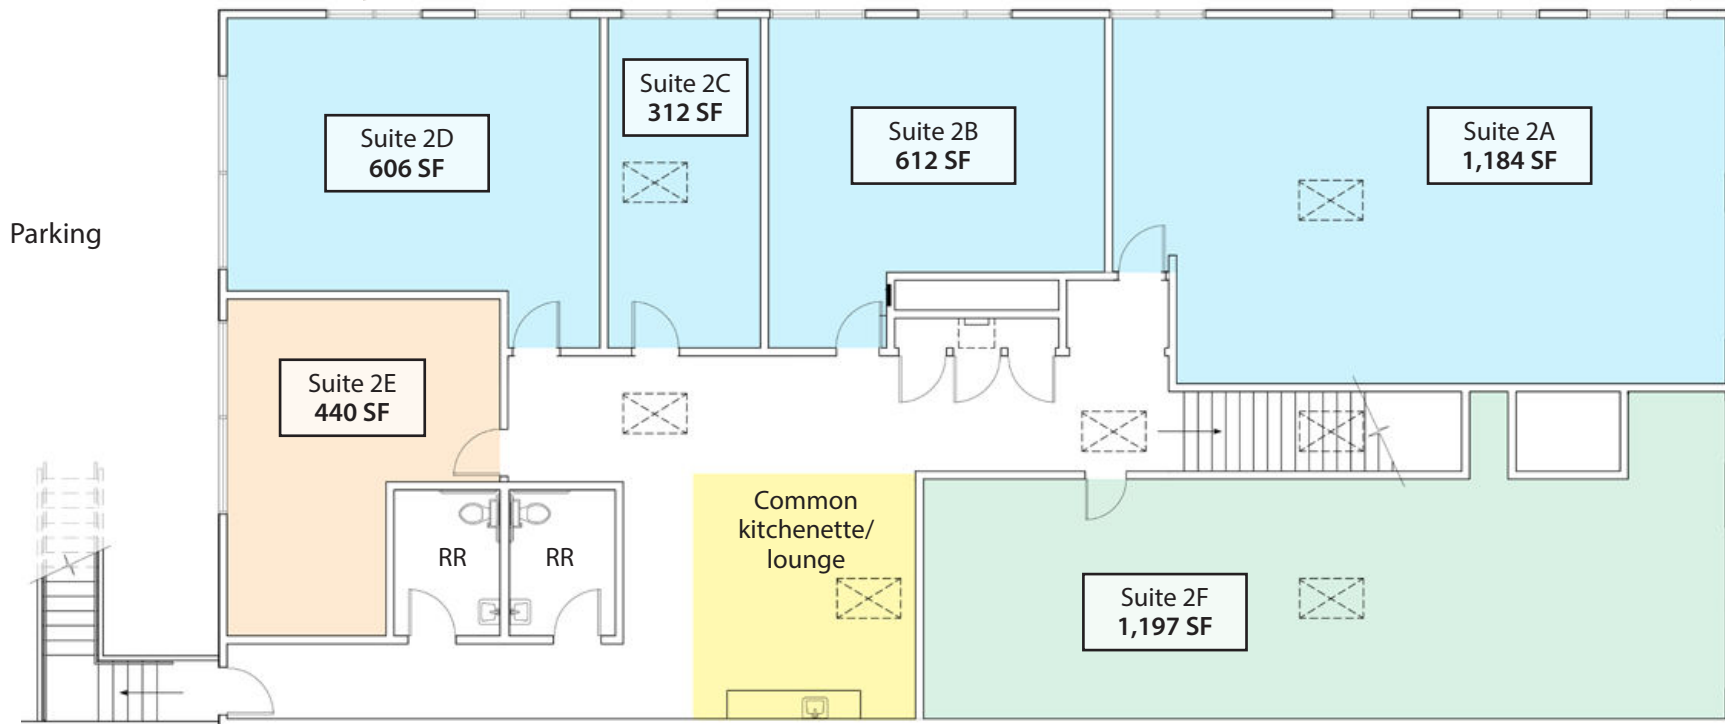 Suite 2C
312 SF
Suite 2D
606 SF
Suite 2B
612 SF
Suite 2A
1,184 SF
Parking
Suite 2E
440 SF
Common
kitchenette/
lounge
RR
RR
Suite 2F
1,197 SF